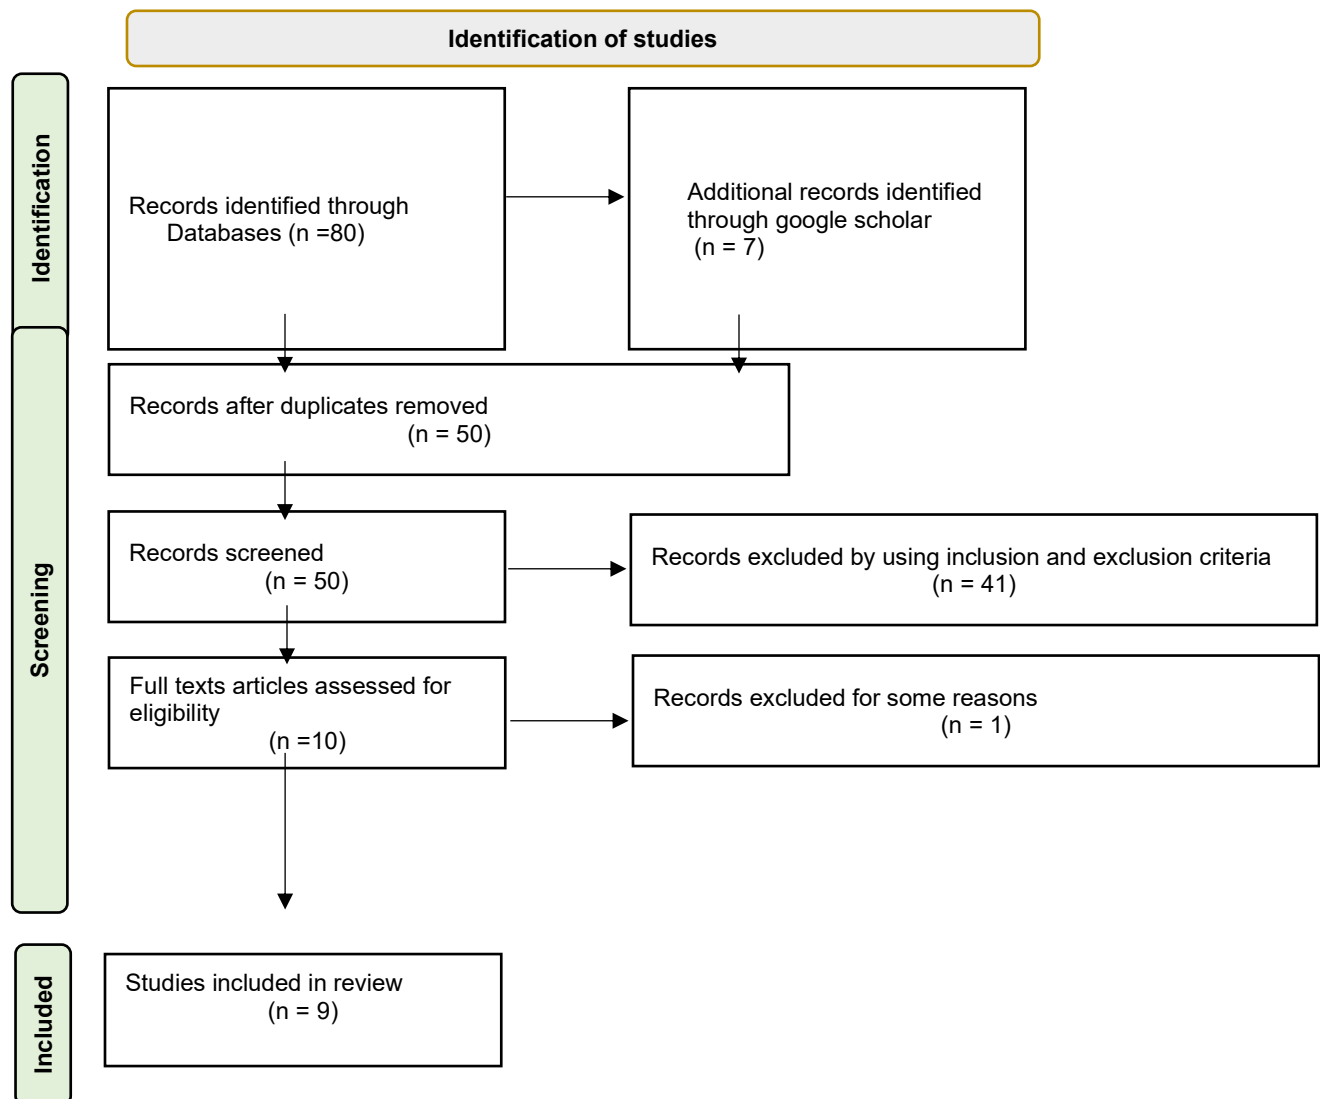 Identification of studies
Identification
Records identified through
Databases (n =80)
Additional records identified
through google scholar
(n = 7)
Screening
Records after duplicates removed
(n = 50)
Records screened
(n = 50)
Records excluded by using inclusion and exclusion criteria
(n = 41)
Full texts articles assessed for
eligibility
(n =10)
Records excluded for some reasons
(n = 1)
Included
Studies included in review
(n = 9)